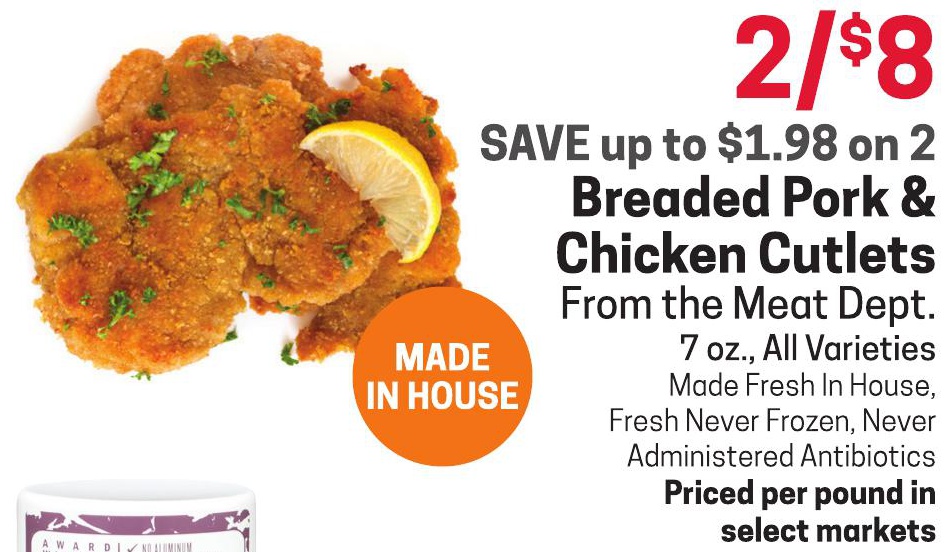 2/$8
SAVE up to $1.98 on 2
Breaded Pork &
Chicken Cutlets
From the Meat Dept.
7 oz., All Varieties
Made Fresh In House,
Fresh Never Frozen, Never
Administered Antibiotics
Priced per pound in
select markets
MADE
IN HOUSE
AWARD
✓ NO ALUMINUM